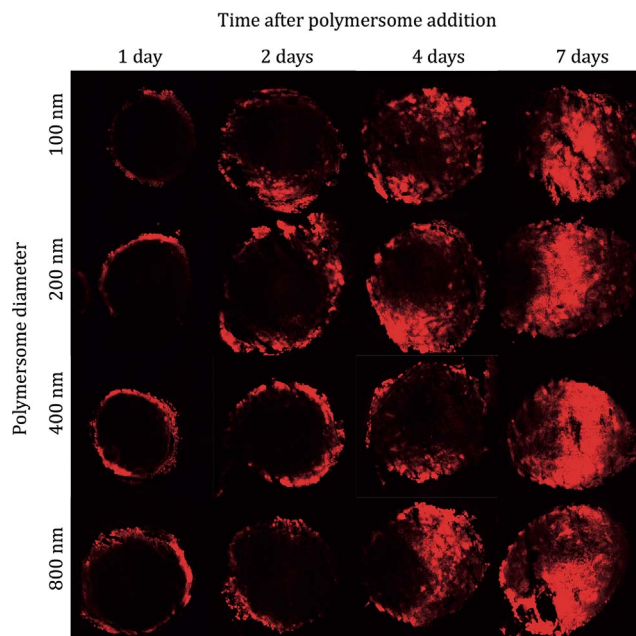 Time after polymersome addition
1 day 2 days 4 days 7 days
Polymersome diameter
100 nm
200 nm
400 nm
800 nm